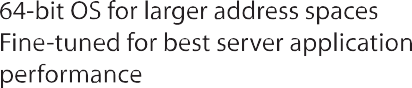 64-bit OS for larger address spaces
Fine-tuned for best server application
performance